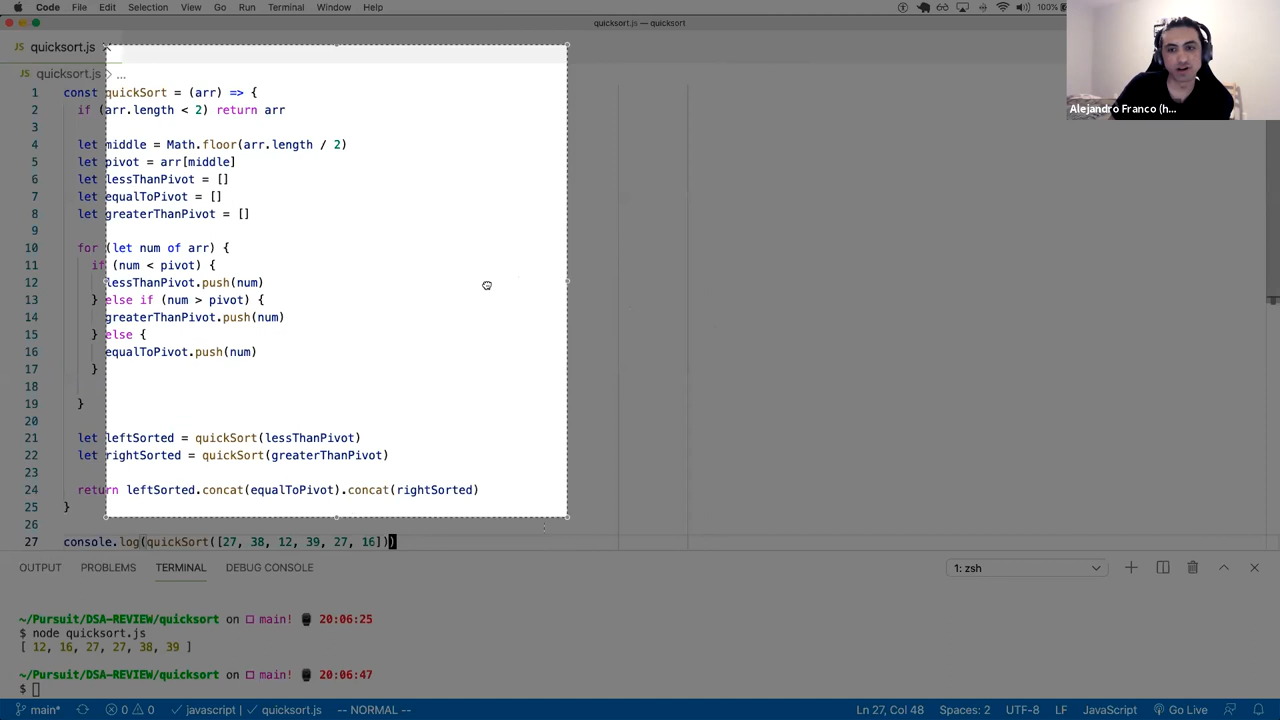 Code File Edit Selection View Go Run Terminal Window Help 100%
quicksort.js — quicksort
JS quicksort.js
JS quicksort.js > ...
Alejandro Franco (h...
1 const quickSort = (arr) => {
2 if (arr.length < 2) return arr
3
4 let middle = Math.floor(arr.length / 2)
5 let pivot = arr[middle]
6 let lessThanPivot = []
7 let equalToPivot = []
8 let greaterThanPivot = []
9
10 for (let num of arr) {
11 if (num < pivot) {
12 lessThanPivot.push(num)
13 } else if (num > pivot) {
14 greaterThanPivot.push(num)
15 } else {
16 equalToPivot.push(num)
17 }
18
19 }
20
21 let leftSorted = quickSort(lessThanPivot)
22 let rightSorted = quickSort(greaterThanPivot)
23
24 return leftSorted.concat(equalToPivot).concat(rightSorted)
25 }
26
27 console.log(quickSort([27, 38, 12, 39, 27, 16]))
OUTPUT PROBLEMS TERMINAL DEBUG CONSOLE 1: zsh
~/Pursuit/DSA-REVIEW/quicksort on main! 20:06:25
$ node quicksort.js
[ 12, 16, 27, 27, 38, 39 ]
~/Pursuit/DSA-REVIEW/quicksort on main! 20:06:47
$
main* 0 0 javascript | quicksort.js -- NORMAL -- Ln 27, Col 48 Spaces: 2 UTF-8 LF JavaScript Go Live